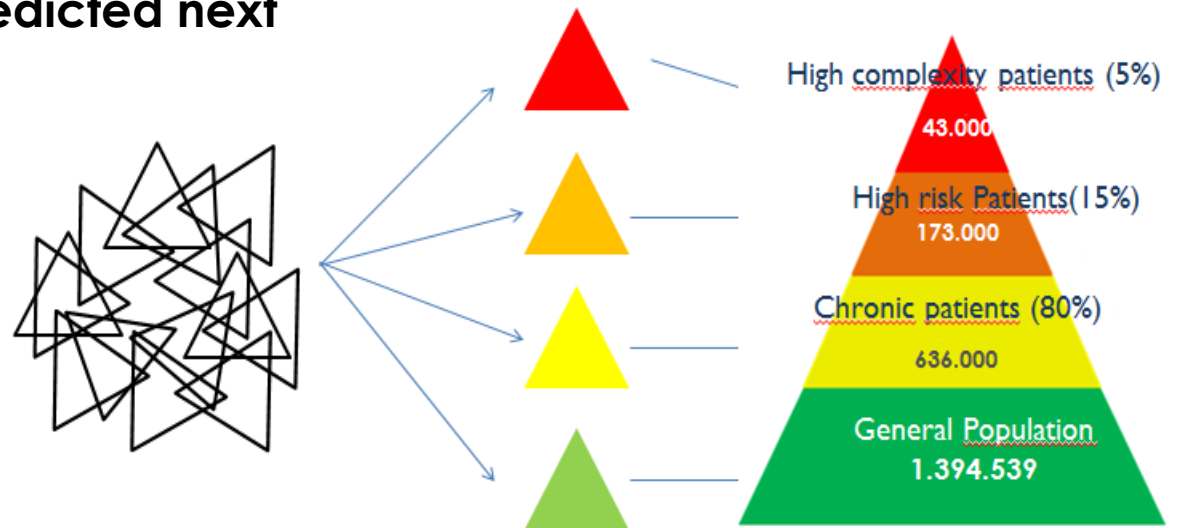 edicted next
High complexity patients (5%)
43.000
High risk Patients(15%)
173.000
Chronic patients (80%)
636.000
General Population
1.394.539